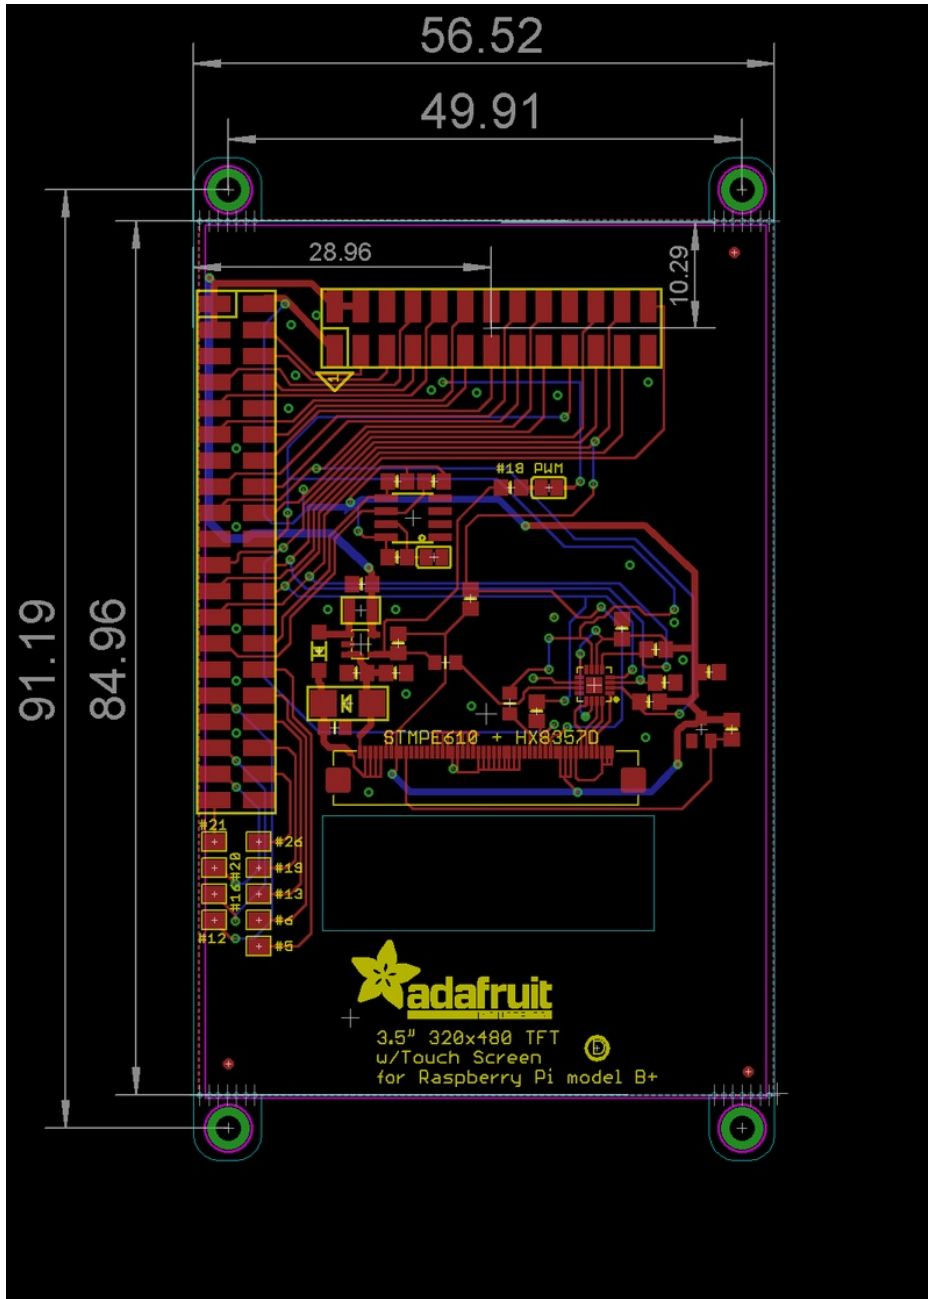 56.52
49.91
28.96
10.29
1
#18 PWM
91.19
84.96
STMPE610 + HX8357D
#21
#26
#20
#19
#16
#13
#6
#12
#5
adafruit
3.5" 320x480 TFT
w/Touch Screen
for Raspberry Pi model B+
D